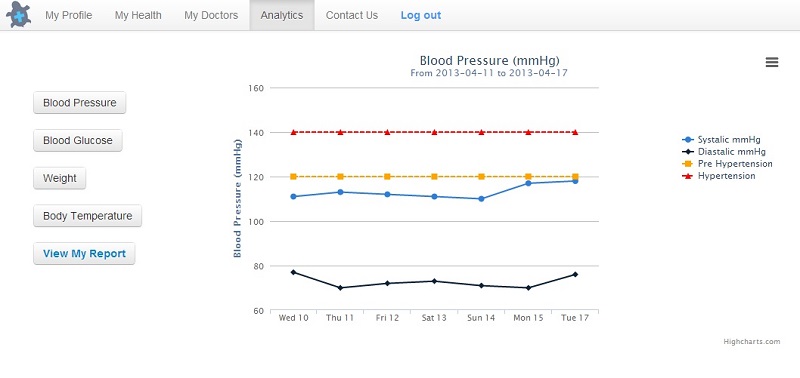 My Profile My Health My Doctors Analytics Contact Us Log out
Blood Pressure
Blood Glucose
Weight
Body Temperature
View My Report
Blood Pressure (mmHg)
From 2013-04-11 to 2013-04-17
Blood Pressure (mmHg)
160
140
120
100
80
60
Wed 10 Thu 11 Fri 12 Sat 13 Sun 14 Mon 15 Tue 17
Systalic mmHg
Diastalic mmHg
Pre Hypertension
Hypertension
Highcharts.com